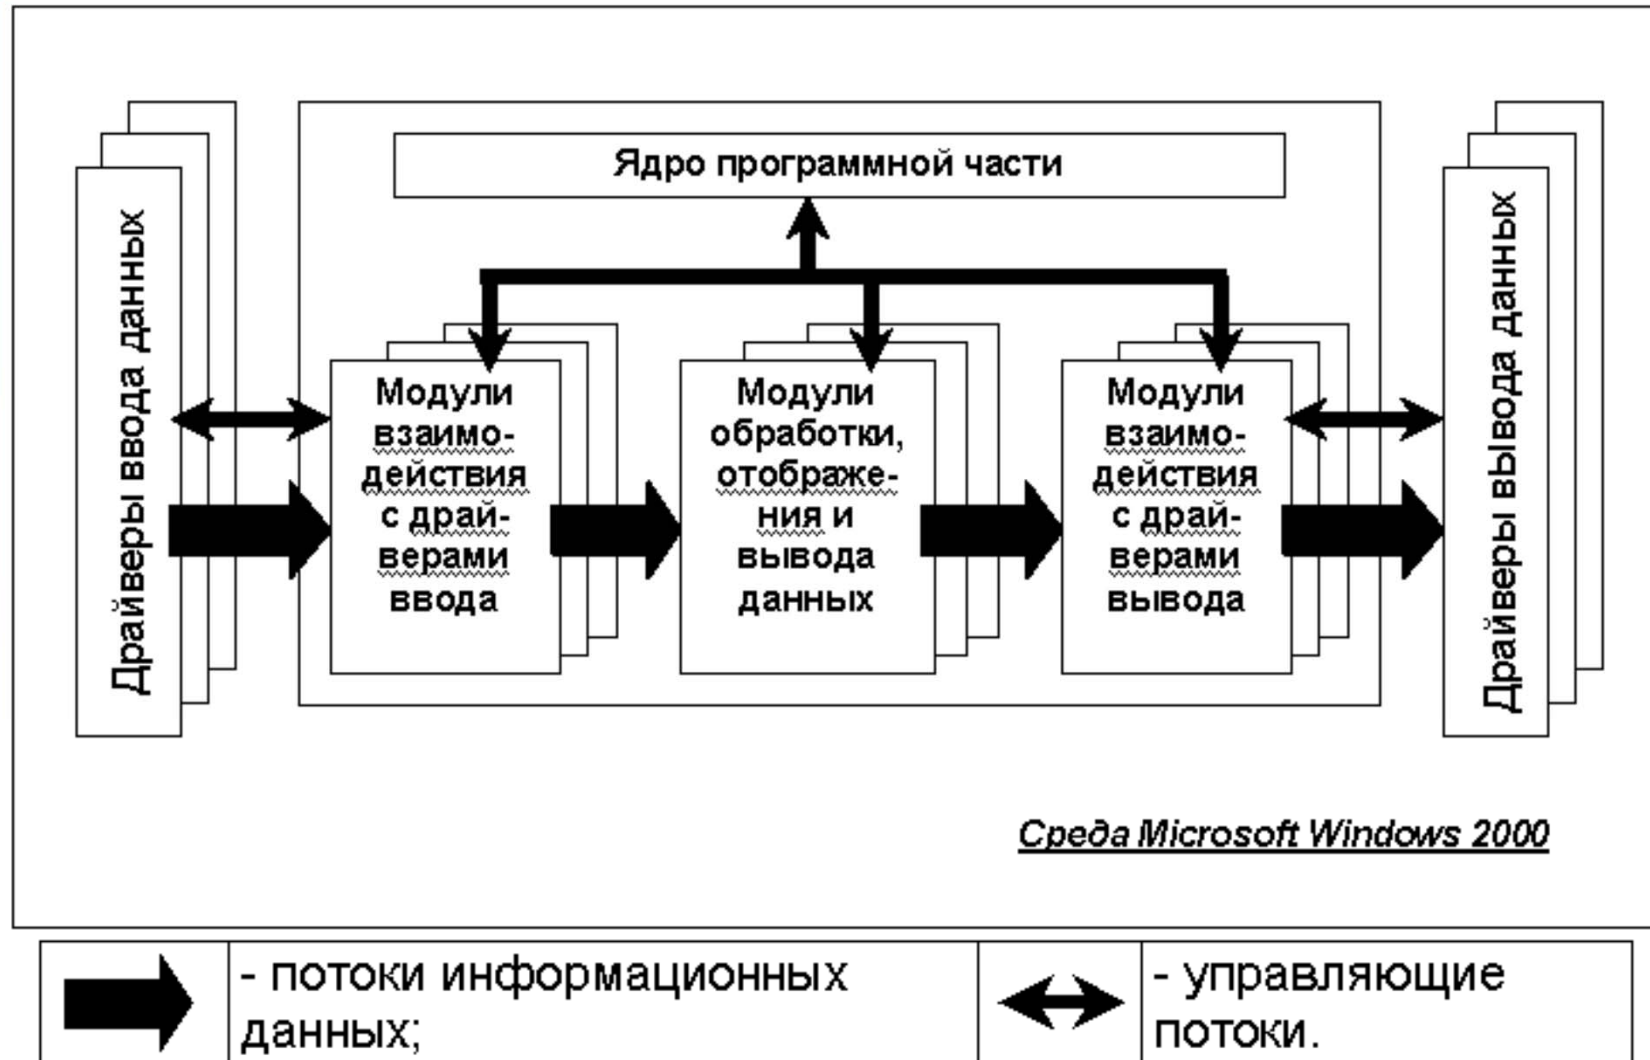 Ядро программной части
Драйверы ввода данных
Модули
взаимо-
действия
с драй-
верами
ввода
Модули
обработки,
отображе-
ния и
вывода
данных
Модули
взаимо-
действия
с драй-
верами
вывода
Драйверы вывода данных
Среда Microsoft Windows 2000
- потоки информационных
данных;
- управляющие
потоки.